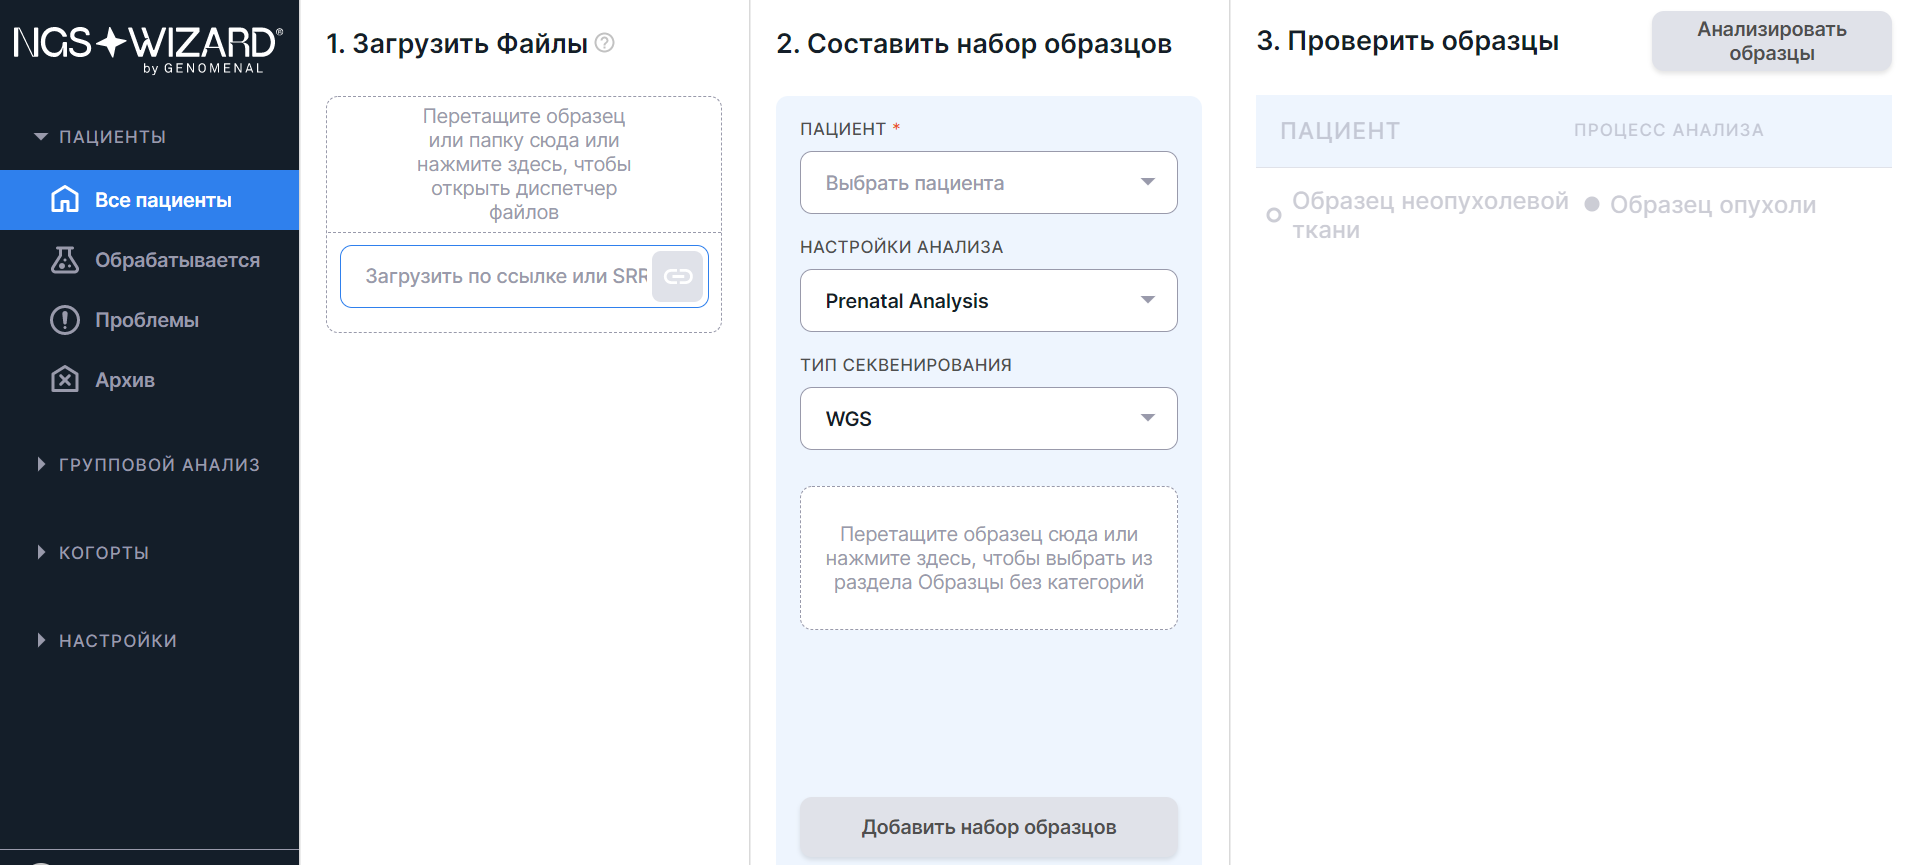 NGS WIZARD®
by GENOMENAL
ПАЦИЕНТЫ
Все пациенты
Обрабатывается
Проблемы
Архив
ГРУППОВОЙ АНАЛИЗ
КОГОРТЫ
НАСТРОЙКИ
1. Загрузить Файлы ?
Перетащите образец
или папку сюда или
нажмите здесь, чтобы
открыть диспетчер
файлов
Загрузить по ссылке или SRR
2. Составить набор образцов
ПАЦИЕНТ *
Выбрать пациента
НАСТРОЙКИ АНАЛИЗА
Prenatal Analysis
ТИП СЕКВЕНИРОВАНИЯ
WGS
Перетащите образец сюда или
нажмите здесь, чтобы выбрать из
раздела Образцы без категорий
Добавить набор образцов
3. Проверить образцы
Анализировать
образцы
ПАЦИЕНТ
ПРОЦЕСС АНАЛИЗА
Образец неопухолевой
ткани
Образец опухоли